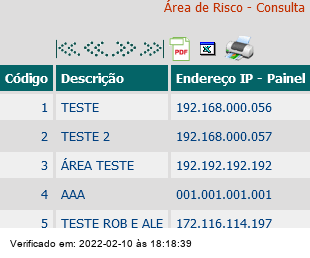 Área de Risco - Consulta
PDF
Código Descrição Endereço IP - Painel
1 TESTE 192.168.000.056
2 TESTE 2 192.168.000.057
3 ÁREA TESTE 192.192.192.192
4 AAA 001.001.001.001
5 TESTE ROB E ALE 172.116.114.197
Verificado em: 2022-02-10 às 18:18:39